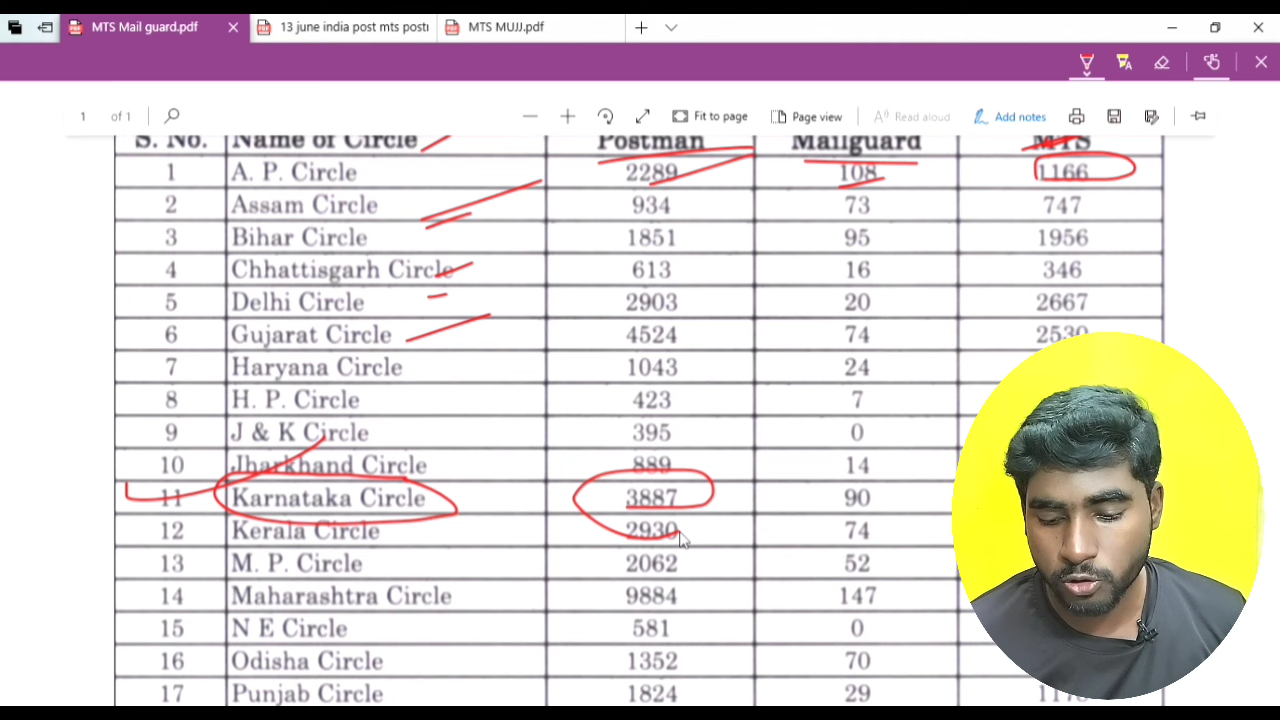 MTS Mail guard.pdf
13 june india post mts post
MTS MUJJ.pdf
1 of 1
Fit to page
Page view
Read aloud
Add notes
S. No. Name of Circle Postman Mailguard MTS
1 A. P. Circle 2289 108 1166
2 Assam Circle 934 73 747
3 Bihar Circle 1851 95 1956
4 Chhattisgarh Circle 613 16 346
5 Delhi Circle 2903 20 2667
6 Gujarat Circle 4524 74 2530
7 Haryana Circle 1043 24
8 H. P. Circle 423 7
9 J & K Circle 395 0
10 Jharkhand Circle 889 14
11 Karnataka Circle 3887 90
12 Kerala Circle 2930 74
13 M. P. Circle 2062 52
14 Maharashtra Circle 9884 147
15 N E Circle 581 0
16 Odisha Circle 1352 70
17 Punjab Circle 1824 29